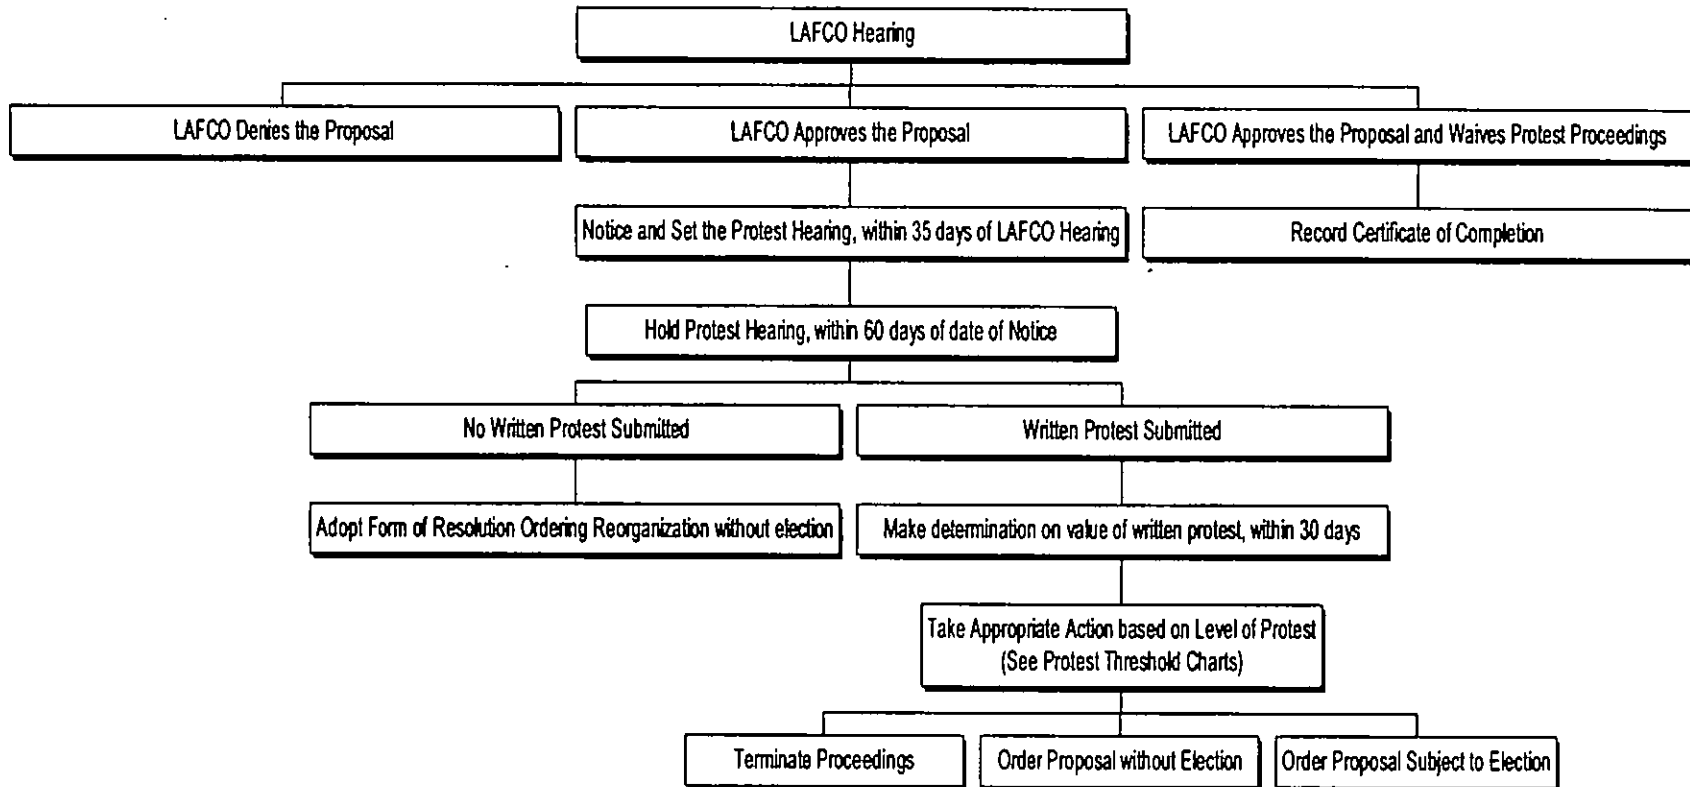 LAFCO Hearing
LAFCO Denies the Proposal
LAFCO Approves the Proposal
LAFCO Approves the Proposal and Waives Protest Proceedings
Notice and Set the Protest Hearing, within 35 days of LAFCO Hearing
Record Certificate of Completion
Hold Protest Hearing, within 60 days of date of Notice
No Written Protest Submitted
Written Protest Submitted
Adopt Form of Resolution Ordering Reorganization without election
Make determination on value of written protest, within 30 days
Take Appropriate Action based on Level of Protest
(See Protest Threshold Charts)
Terminate Proceedings
Order Proposal without Election
Order Proposal Subject to Election